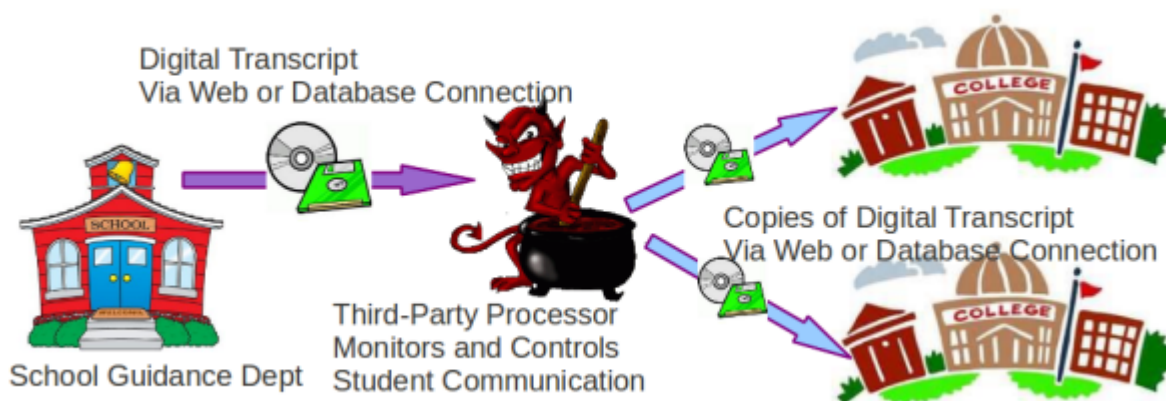 Digital Transcript
Via Web or Database Connection
COLLEGE
SCHOOL
WELCOME
School Guidance Dept
Third-Party Processor
Monitors and Controls
Student Communication
Copies of Digital Transcript
Via Web or Database Connection
COLLEGE